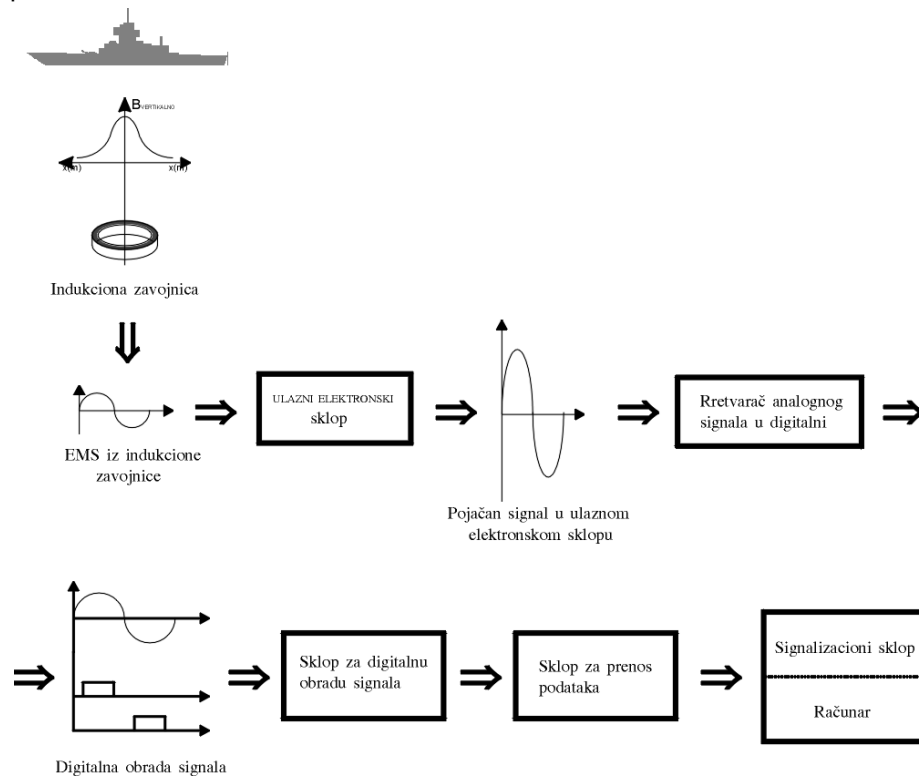 BVERTIKALNO
x(m) x(m)
Indukciona zavojnica
EMS iz indukcione
zavojnice
ULAZNI ELEKTRONSKI
sklop
Pojačan signal u ulaznom
elektronskom sklopu
Rretvarač analognog
signala u digitalni
Digitalna obrada signala
Sklop za digitalnu
obradu signala
Sklop za prenos
podataka
Signalizacioni sklop
Računar